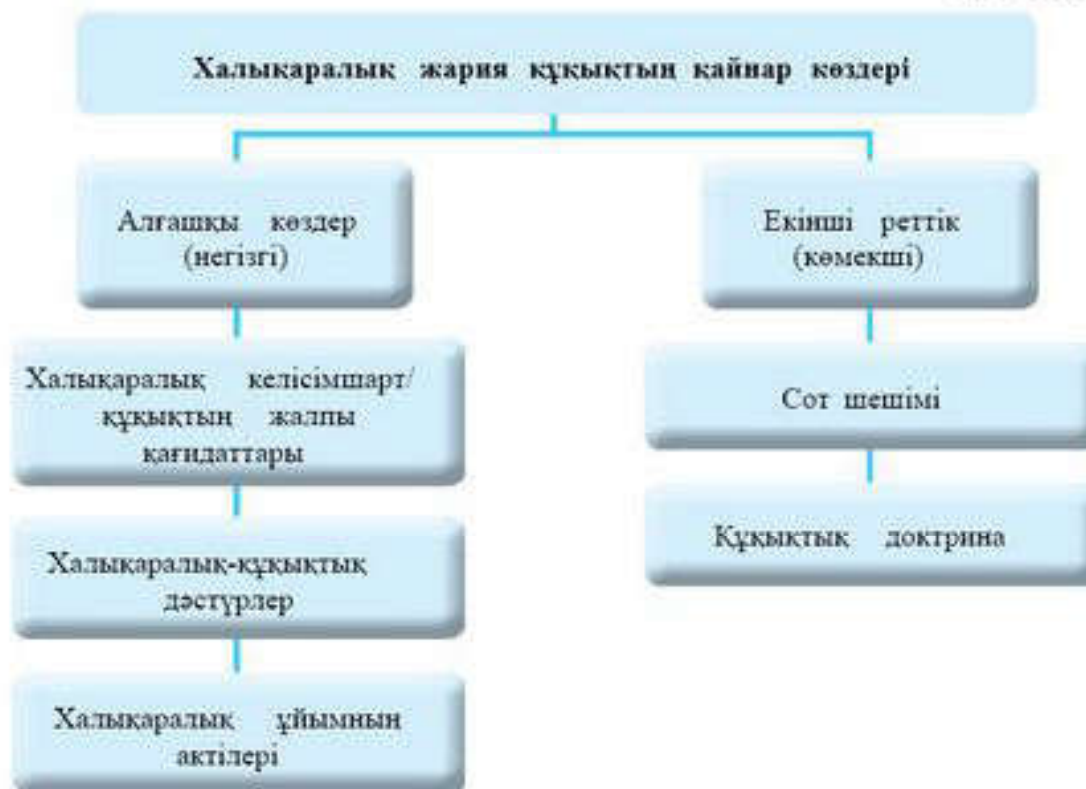 Халықаралық жария құқықтың қайнар көздері
Алғашқы көздер
(негізгі)
Екінші реттік
(көмекші)
Халықаралық келісімшарт/
құқықтың жалпы
қағидаттары
Сот шешімі
Халықаралық-құқықтық
дәстүрлер
Құқықтық доктрина
Халықаралық ұйымның
актілері